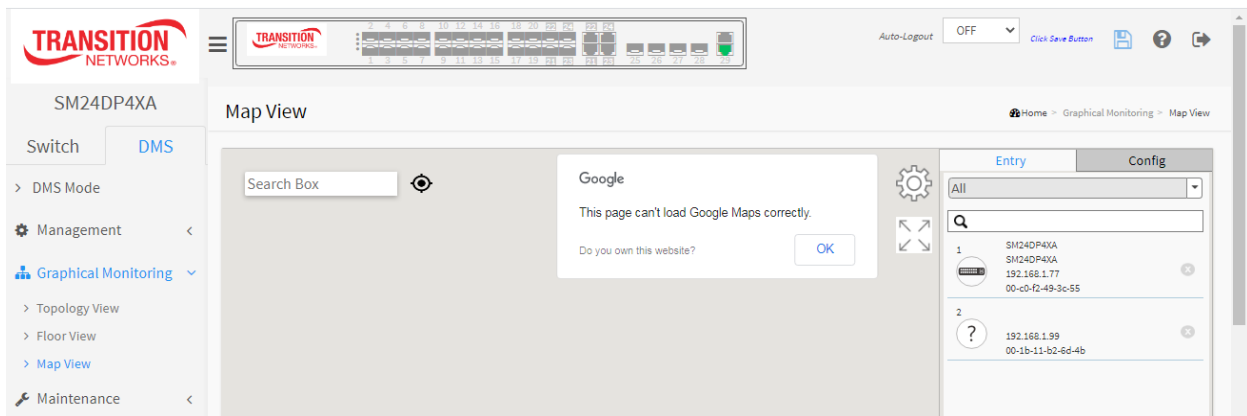 TRANSITION
NETWORKS®
TRANSITION
NETWORKS®
2 4 6 8 10 12 14 16 18 20
1 3 5 7 9 11 13 15 17 19 25 26 27 28 29
Auto-Logout
OFF
Click Save Button
SM24DP4XA
Map View
Home > Graphical Monitoring > Map View
Switch
DMS
> DMS Mode
Management
Graphical Monitoring
> Topology View
> Floor View
> Map View
Maintenance
Search Box
Google
This page can't load Google Maps correctly.
Do you own this website?
OK
Entry
Config
All
1
SM24DP4XA
SM24DP4XA
192.168.1.77
00-c0-f2-49-3c-55
2
?
192.168.1.99
00-1b-11-b2-6d-4b